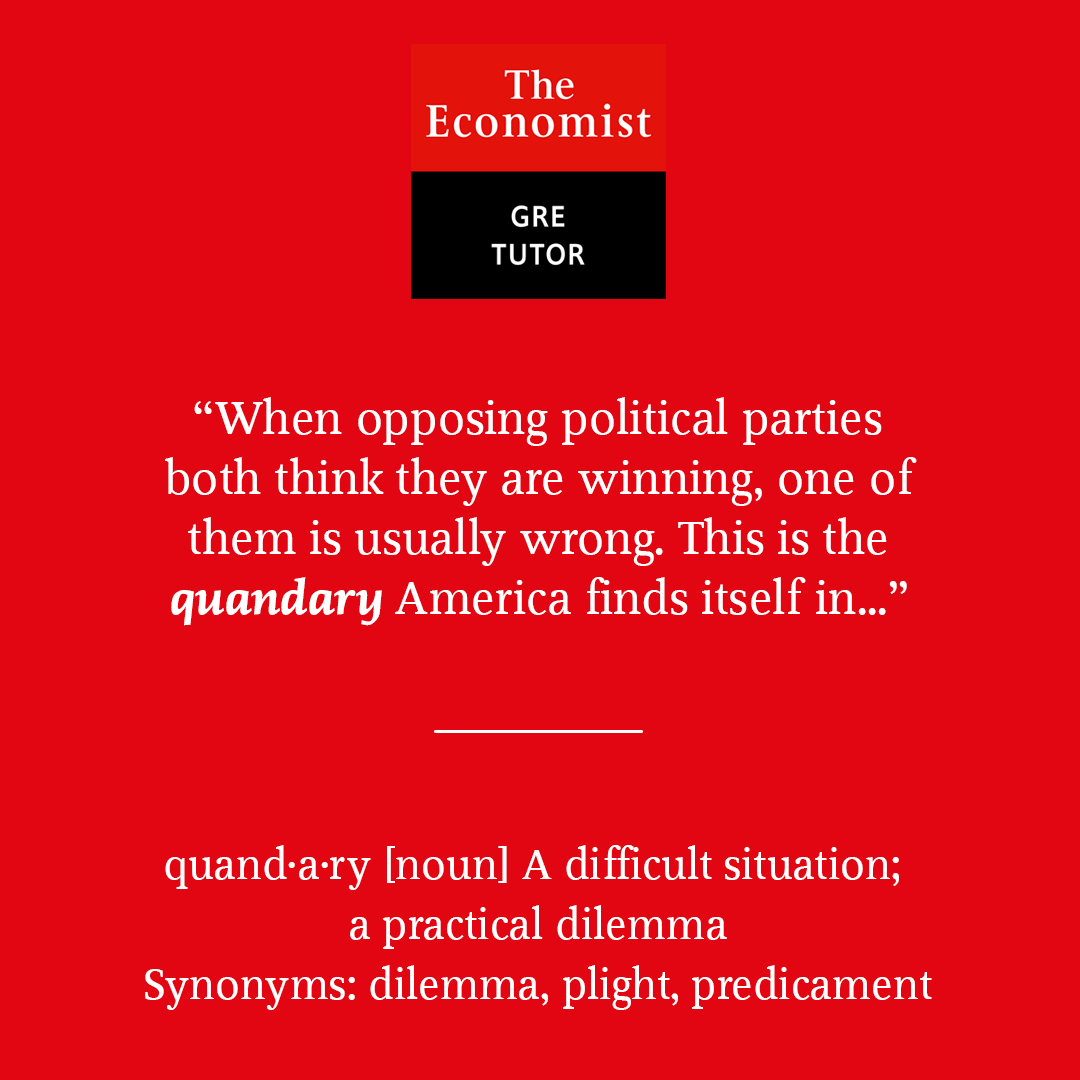 The
Economist
GRE
TUTOR
“When opposing political parties
both think they are winning, one of
them is usually wrong. This is the
quandary America finds itself in...”
quand·a·ry [noun] A difficult situation;
a practical dilemma
Synonyms: dilemma, plight, predicament